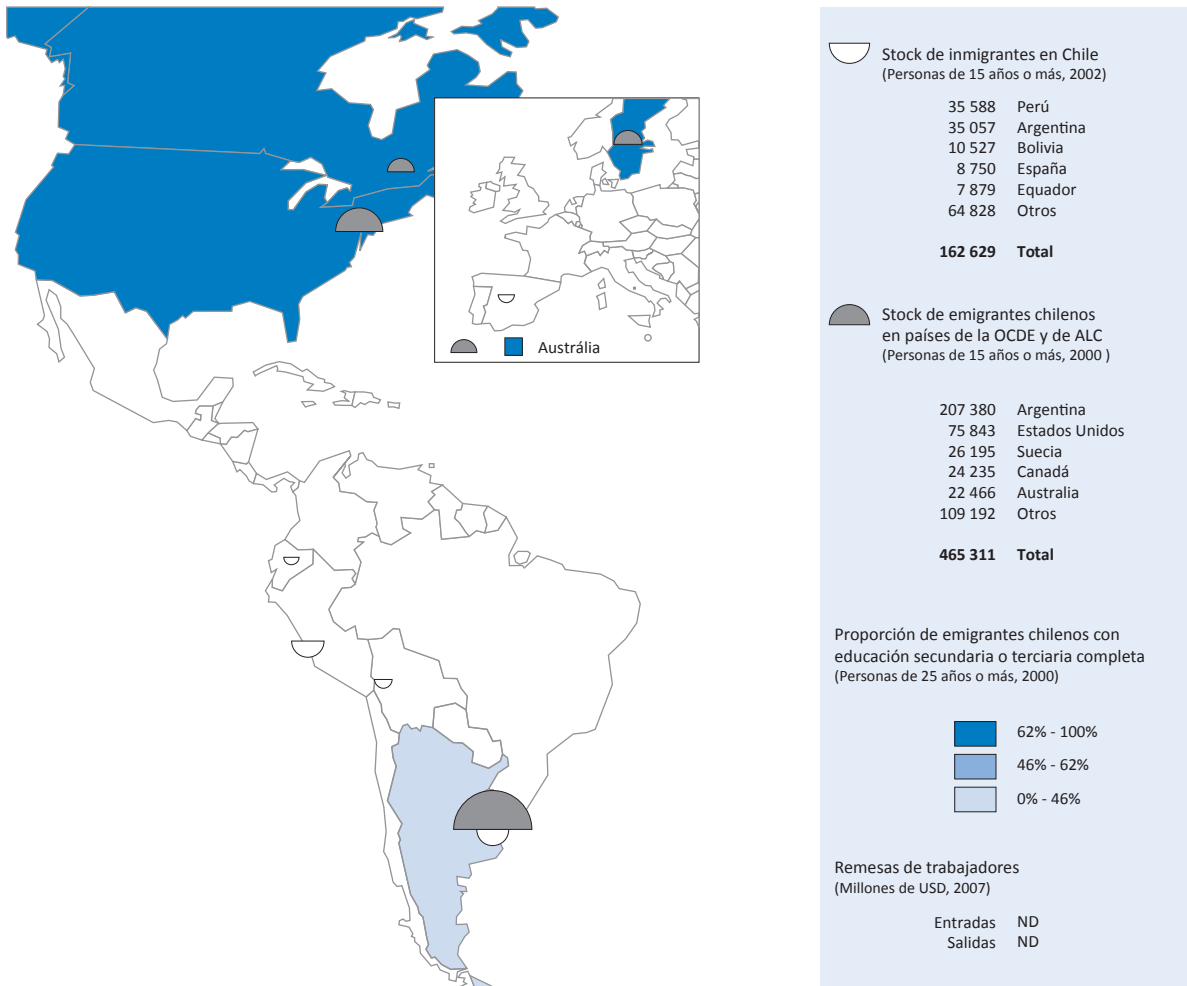 Austrália
Stock de inmigrantes en Chile
(Personas de 15 años o más, 2002)
35 588 Perú
35 057 Argentina
10 527 Bolivia
8 750 España
7 879 Equador
64 828 Otros
162 629 Total
Stock de emigrantes chilenos
en países de la OCDE y de ALC
(Personas de 15 años o más, 2000 )
207 380 Argentina
75 843 Estados Unidos
26 195 Suecia
24 235 Canadá
22 466 Australia
109 192 Otros
465 311 Total
Proporción de emigrantes chilenos con
educación secundaria o terciaria completa
(Personas de 25 años o más, 2000)
62% - 100%
46% - 62%
0% - 46%
Remesas de trabajadores
(Millones de USD, 2007)
Entradas ND
Salidas ND